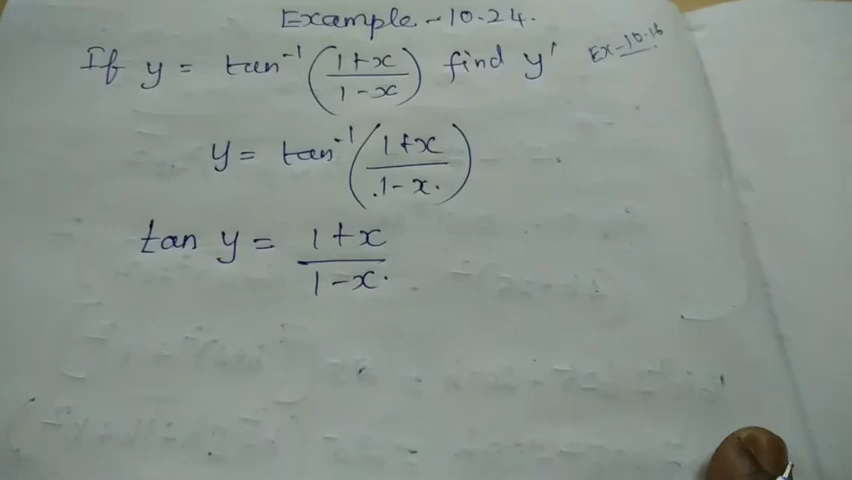 Example - 10.24.
If y = tan⁻¹((1+x)/(1-x)) find y' Ex-10.16
y = tan⁻¹((1+x)/(1-x.))
tan y = (1+x)/(1-x.)